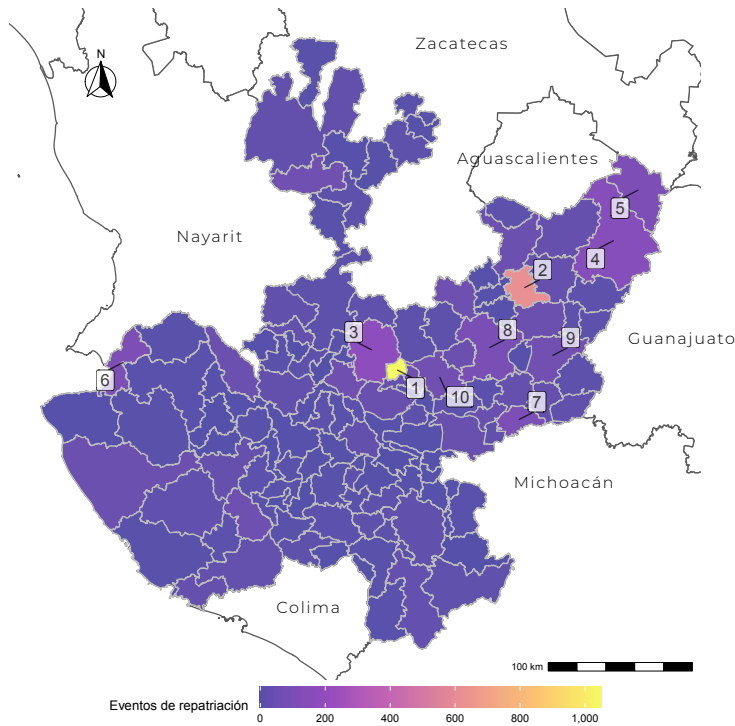 Zacatecas
N
Aguascalientes
5
Nayarit
4
2
3
8
9
Guanajuato
6
1
10
7
Michoacán
Colima
100 km
Eventos de repatriación
0 200 400 600 800 1,000